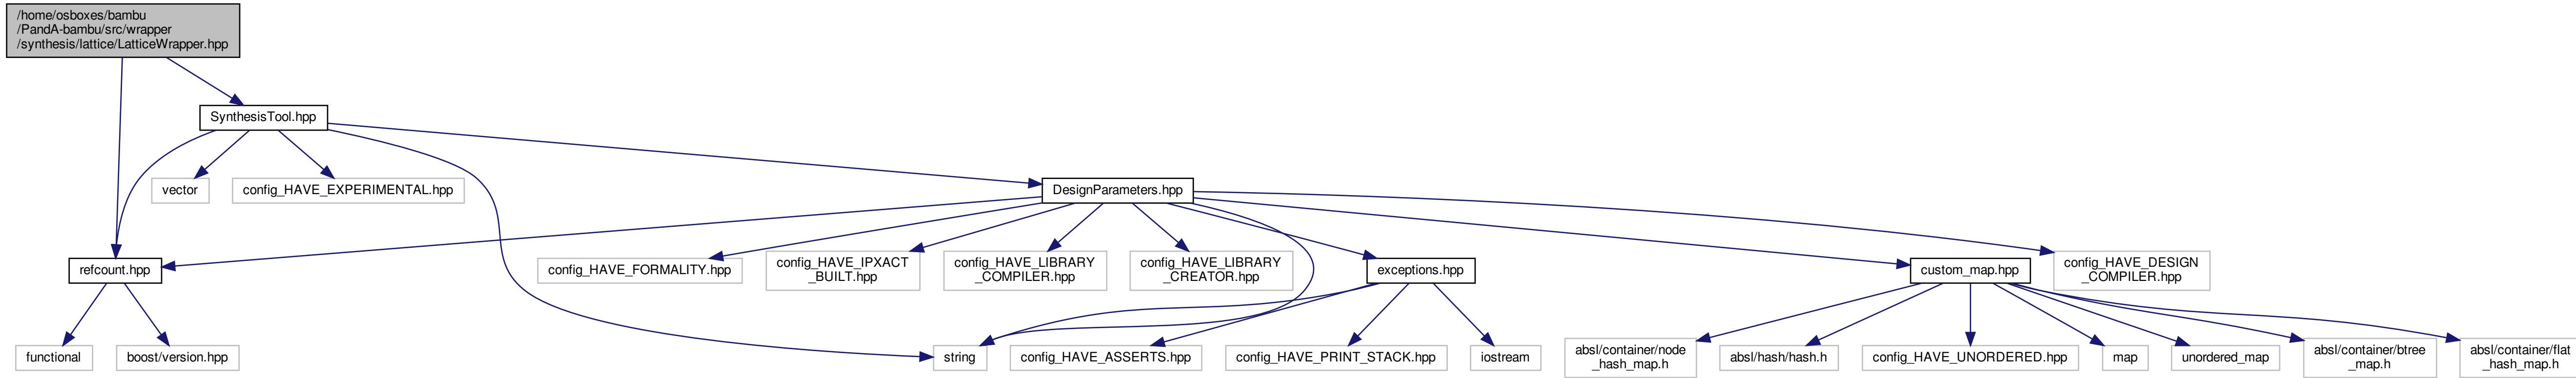 /home/osboxes/bambu
/PandA-bambu/src/wrapper
/synthesis/lattice/LatticeWrapper.hpp
SynthesisTool.hpp
vector
config_HAVE_EXPERIMENTAL.hpp
DesignParameters.hpp
refcount.hpp
config_HAVE_FORMALITY.hpp
config_HAVE_IPXACT
_BUILT.hpp
config_HAVE_LIBRARY
_COMPILER.hpp
config_HAVE_LIBRARY
_CREATOR.hpp
exceptions.hpp
custom_map.hpp
config_HAVE_DESIGN
_COMPILER.hpp
functional
boost/version.hpp
string
config_HAVE_ASSERTS.hpp
config_HAVE_PRINT_STACK.hpp
iostream
absl/container/node
_hash_map.h
absl/hash/hash.h
config_HAVE_UNORDERED.hpp
map
unordered_map
absl/container/btree
_map.h
absl/container/flat
_hash_map.h